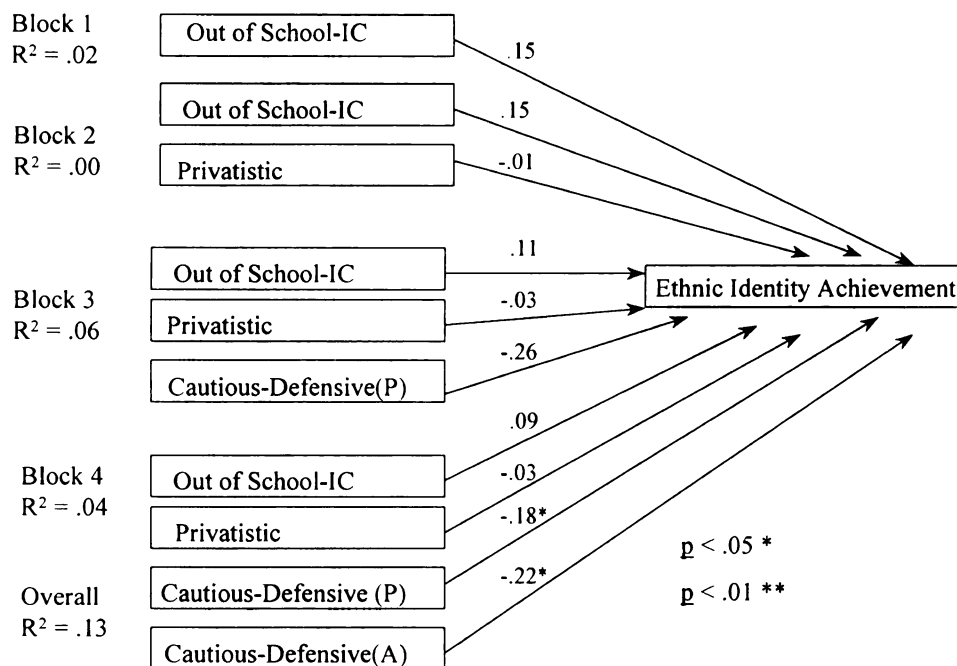 Block 1
R² = .02
Out of School-IC
.15
Block 2
R² = .00
Out of School-IC
.15
Privatistic
-.01
Block 3
R² = .06
Out of School-IC
.11
Privatistic
-.03
Cautious-Defensive(P)
-.26
Ethnic Identity Achievement
Block 4
R² = .04
Out of School-IC
.09
Privatistic
-.03
Cautious-Defensive (P)
-.18*
Cautious-Defensive(A)
-.22*
Overall
R² = .13
p < .05 *
p < .01 **